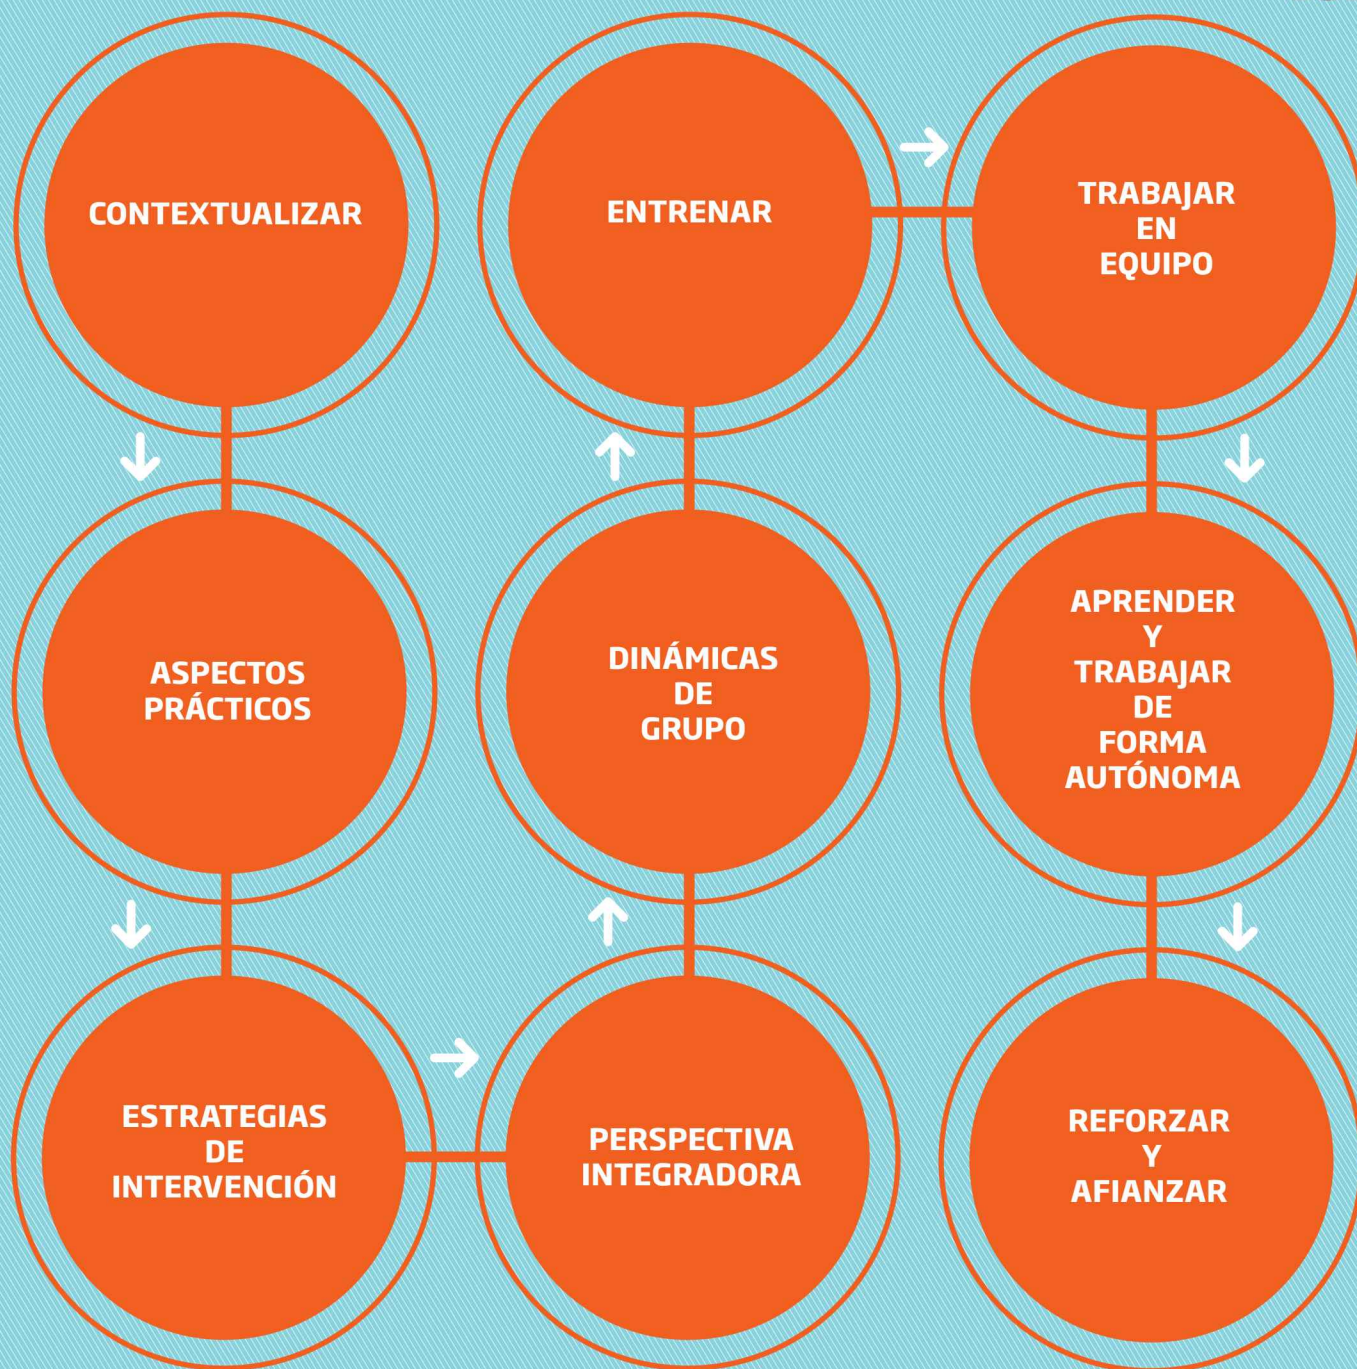 CONTEXTUALIZAR
ASPECTOS
PRÁCTICOS
ESTRATEGIAS
DE
INTERVENCIÓN
PERSPECTIVA
INTEGRADORA
DINÁMICAS
DE
GRUPO
ENTRENAR
TRABAJAR
EN
EQUIPO
APRENDER
Y
TRABAJAR
DE
FORMA
AUTÓNOMA
REFORZAR
Y
AFIANZAR